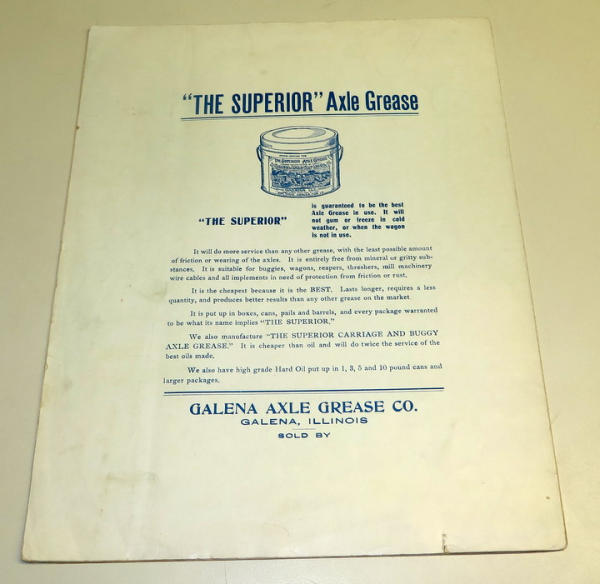 "THE SUPERIOR" Axle Grease
THE SUPERIOR AXLE GREASE
"THE SUPERIOR"
is guaranteed to be the best
Axle Grease in use. It will
not gum or freeze in cold
weather, or when the wagon
is not in use.
It will do more service than any other grease, with the least possible amount
of friction or wearing of the axles. It is entirely free from mineral or gritty sub-
stances. It is suitable for buggies, wagons, reapers, threshers, mill machinery
wire cables and all implements in need of protection from friction or rust.
It is the cheapest because it is the BEST. Lasts longer, requires a less
quantity, and produces better results than any other grease on the market
It is put up in boxes, cans, pails and barrels, and every package warranted
to be what its name implies "THE SUPERIOR."
We also manufacture "THE SUPERIOR CARRIAGE AND BUGGY
AXLE GREASE." It is cheaper than oil and will do twice the service of the
best oils made.
We also have high grade Hard Oil put up in 1, 3, 5 and 10 pound cans and
larger packages.
GALENA AXLE GREASE CO.
GALENA, ILLINOIS
SOLD BY